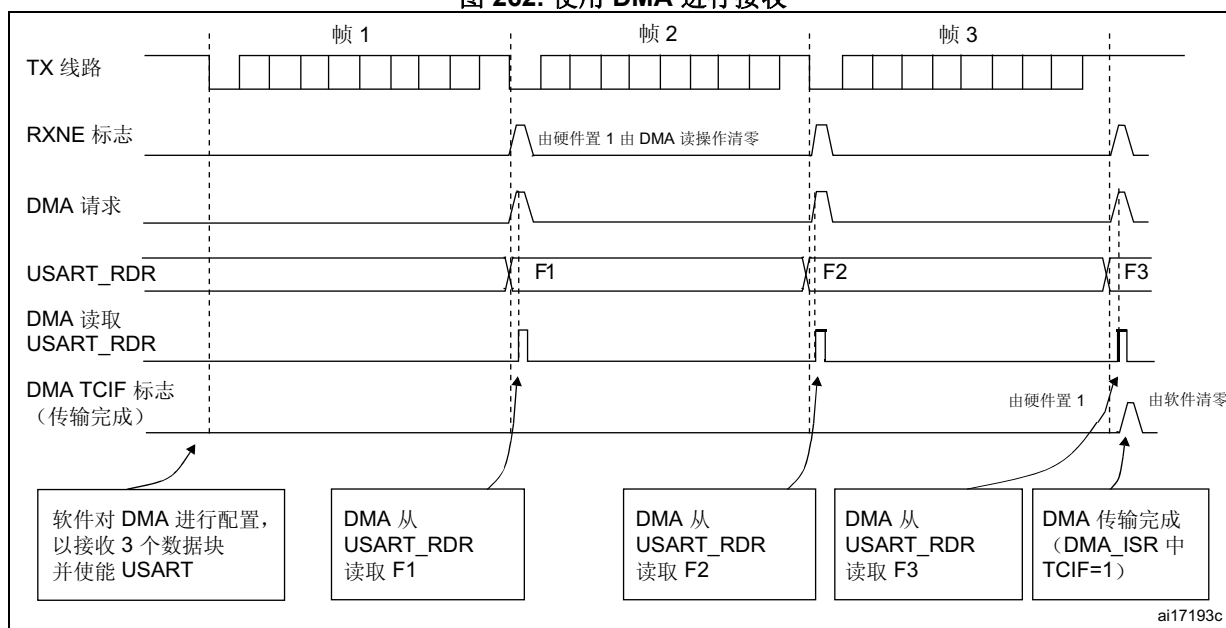 图 262. 使用 DMA 进行接收
帧 1
帧 2
帧 3
TX 线路
RXNE 标志
由硬件置 1 由 DMA 读操作清零
DMA 请求
USART_RDR
F1
F2
F3
DMA 读取
USART_RDR
DMA TCIF 标志
（传输完成）
由硬件置 1
由软件清零
软件对 DMA 进行配置，
以接收 3 个数据块
并使能 USART
DMA 从
USART_RDR
读取 F1
DMA 从
USART_RDR
读取 F2
DMA 从
USART_RDR
读取 F3
DMA 传输完成
（DMA_ISR 中
TCIF=1）
ai17193c